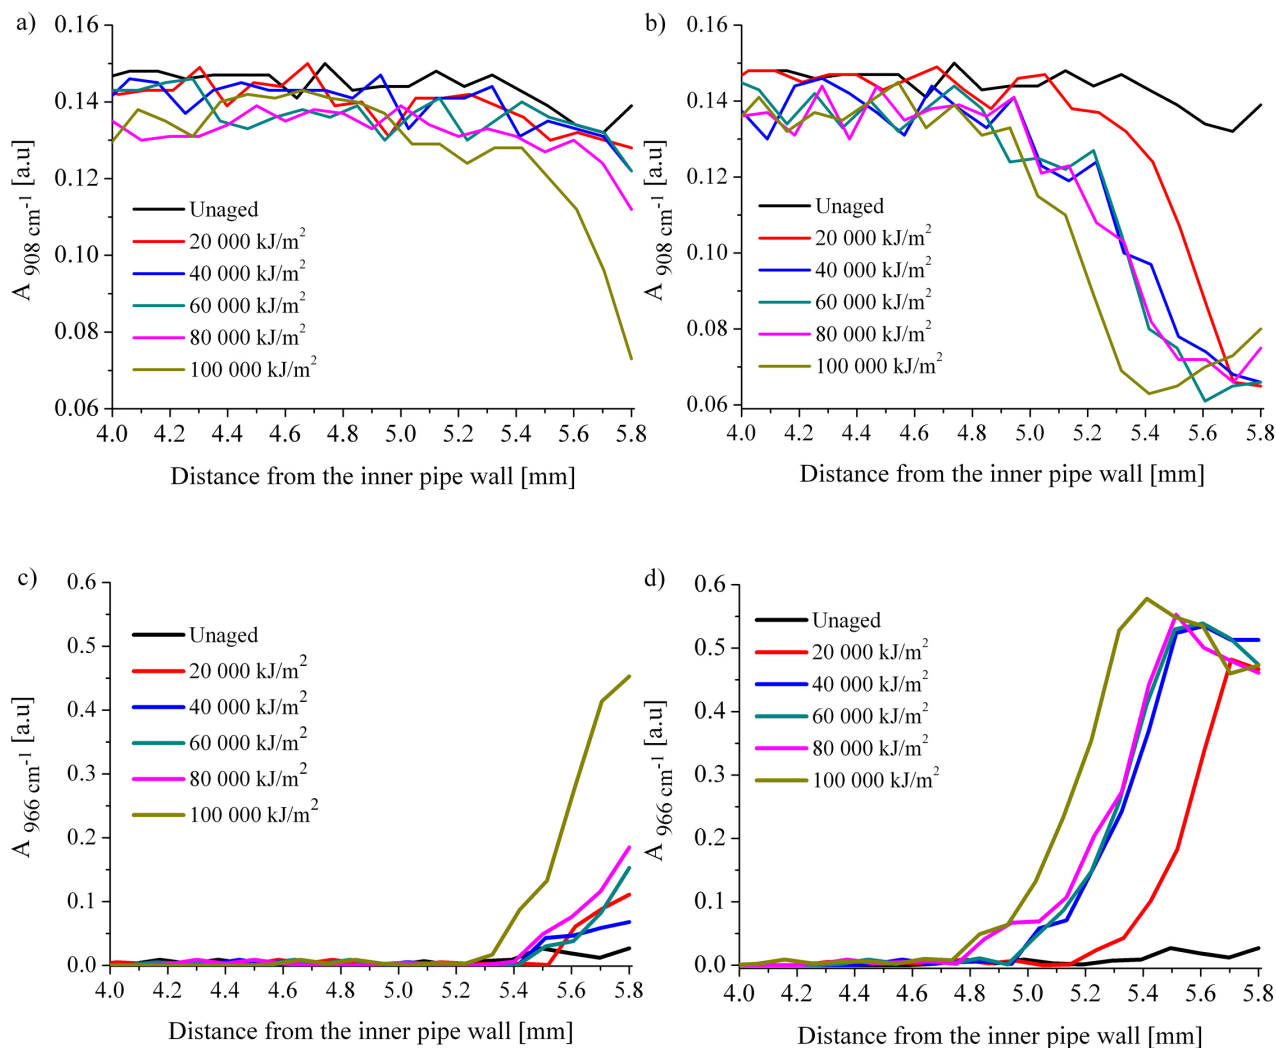 a)
0.16
0.14
0.12
0.10
0.08
0.06
A 908 cm⁻¹ [a.u]
Unaged
20 000 kJ/m²
40 000 kJ/m²
60 000 kJ/m²
80 000 kJ/m²
100 000 kJ/m²
4.0 4.2 4.4 4.6 4.8 5.0 5.2 5.4 5.6 5.8
Distance from the inner pipe wall [mm]
b)
0.16
0.14
0.12
0.10
0.08
0.06
A 908 cm⁻¹ [a.u]
Unaged
20 000 kJ/m²
40 000 kJ/m²
60 000 kJ/m²
80 000 kJ/m²
100 000 kJ/m²
4.0 4.2 4.4 4.6 4.8 5.0 5.2 5.4 5.6 5.8
Distance from the inner pipe wall [mm]
c)
0.6
0.5
0.4
0.3
0.2
0.1
0.0
A 966 cm⁻¹ [a.u]
Unaged
20 000 kJ/m²
40 000 kJ/m²
60 000 kJ/m²
80 000 kJ/m²
100 000 kJ/m²
4.0 4.2 4.4 4.6 4.8 5.0 5.2 5.4 5.6 5.8
Distance from the inner pipe wall [mm]
d)
0.6
0.5
0.4
0.3
0.2
0.1
0.0
A 966 cm⁻¹ [a.u]
Unaged
20 000 kJ/m²
40 000 kJ/m²
60 000 kJ/m²
80 000 kJ/m²
100 000 kJ/m²
4.0 4.2 4.4 4.6 4.8 5.0 5.2 5.4 5.6 5.8
Distance from the inner pipe wall [mm]